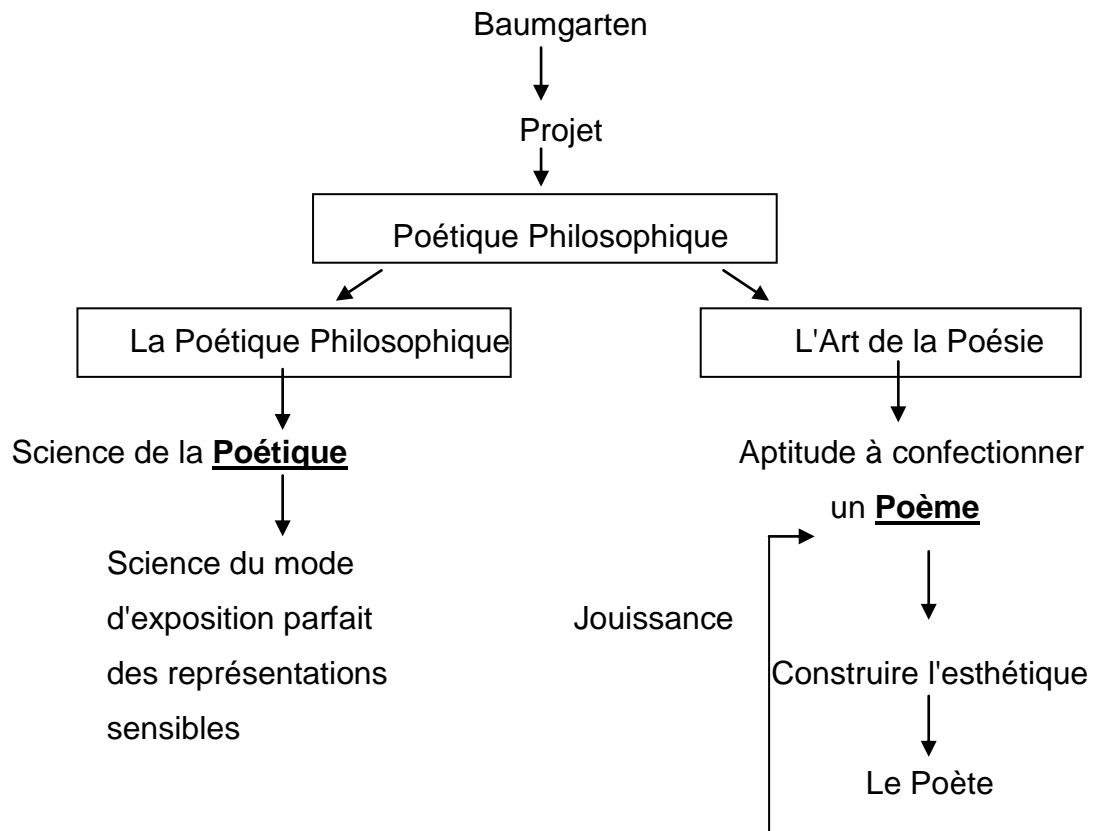 Baumgarten
Projet
Poétique Philosophique
La Poétique Philosophique
L'Art de la Poésie
Science de la Poétique
Aptitude à confectionner
un Poème
Science du mode
d'exposition parfait
des représentations
sensibles
Jouissance
Construire l'esthétique
Le Poète